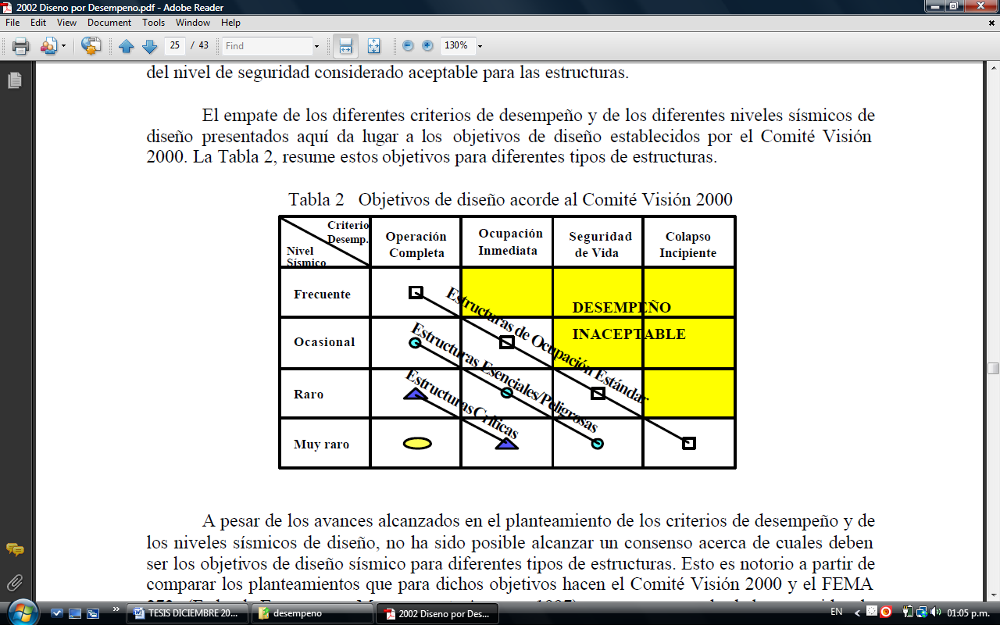 2002 Diseno por Desempeno.pdf - Adobe Reader
File Edit View Document Tools Window Help
25 / 43 Find 130%
del nivel de seguridad considerado aceptable para las estructuras.
El empate de los diferentes criterios de desempeño y de los diferentes niveles sísmicos de
diseño presentados aquí da lugar a los objetivos de diseño establecidos por el Comité Visión
2000. La Tabla 2, resume estos objetivos para diferentes tipos de estructuras.
Tabla 2 Objetivos de diseño acorde al Comité Visión 2000
Criterio
Desemp.
Nivel
Sísmico
Operación
Completa
Ocupación
Inmediata
Seguridad
de Vida
Colapso
Incipiente
Frecuente
DESEMPEÑO
INACEPTABLE
Ocasional
Raro
Muy raro
Estructuras de Ocupación Estándar
Estructuras Esenciales/Peligrosas
Estructuras Críticas
A pesar de los avances alcanzados en el planteamiento de los criterios de desempeño y de
los niveles sísmicos de diseño, no ha sido posible alcanzar un consenso acerca de cuales deben
ser los objetivos de diseño sísmico para diferentes tipos de estructuras. Esto es notorio a partir de
comparar los planteamientos que para dichos objetivos hacen el Comité Visión 2000 y el FEMA
TESIS DICIEMBRE 20... desempeno 2002 Diseno por Des... EN 01:05 p.m.